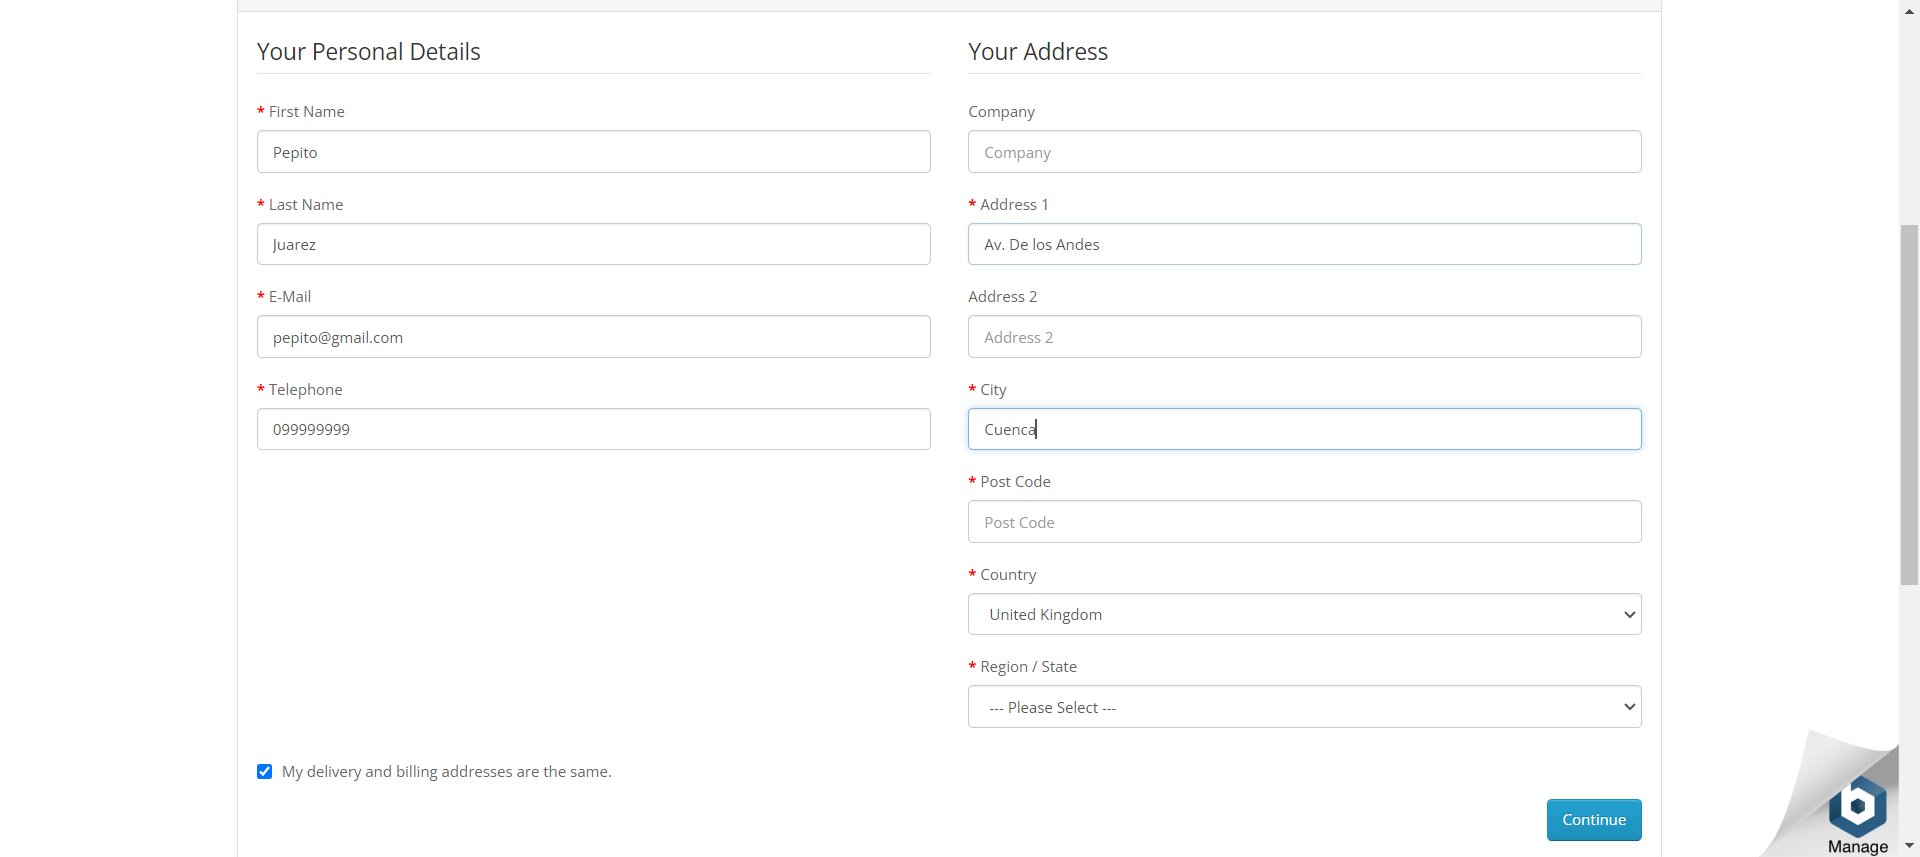 Your Personal Details
* First Name
Pepito
* Last Name
Juarez
* E-Mail
pepito@gmail.com
* Telephone
099999999
Your Address
Company
Company
* Address 1
Av. De los Andes
Address 2
Address 2
* City
Cuenca
* Post Code
Post Code
* Country
United Kingdom
* Region / State
--- Please Select ---
My delivery and billing addresses are the same.
Continue
Manage